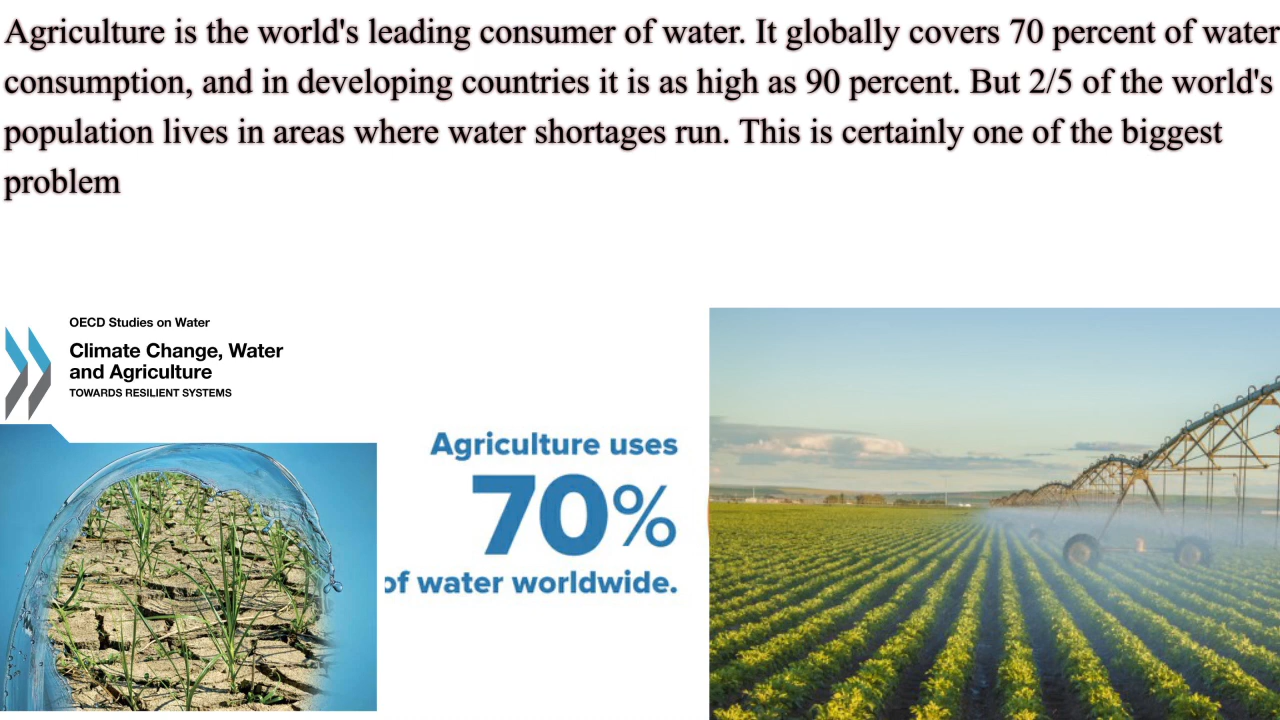 Agriculture is the world's leading consumer of water. It globally covers 70 percent of water
consumption, and in developing countries it is as high as 90 percent. But 2/5 of the world's
population lives in areas where water shortages run. This is certainly one of the biggest
problem
OECD Studies on Water
Climate Change, Water
and Agriculture
TOWARDS RESILIENT SYSTEMS
Agriculture uses
70%
of water worldwide.